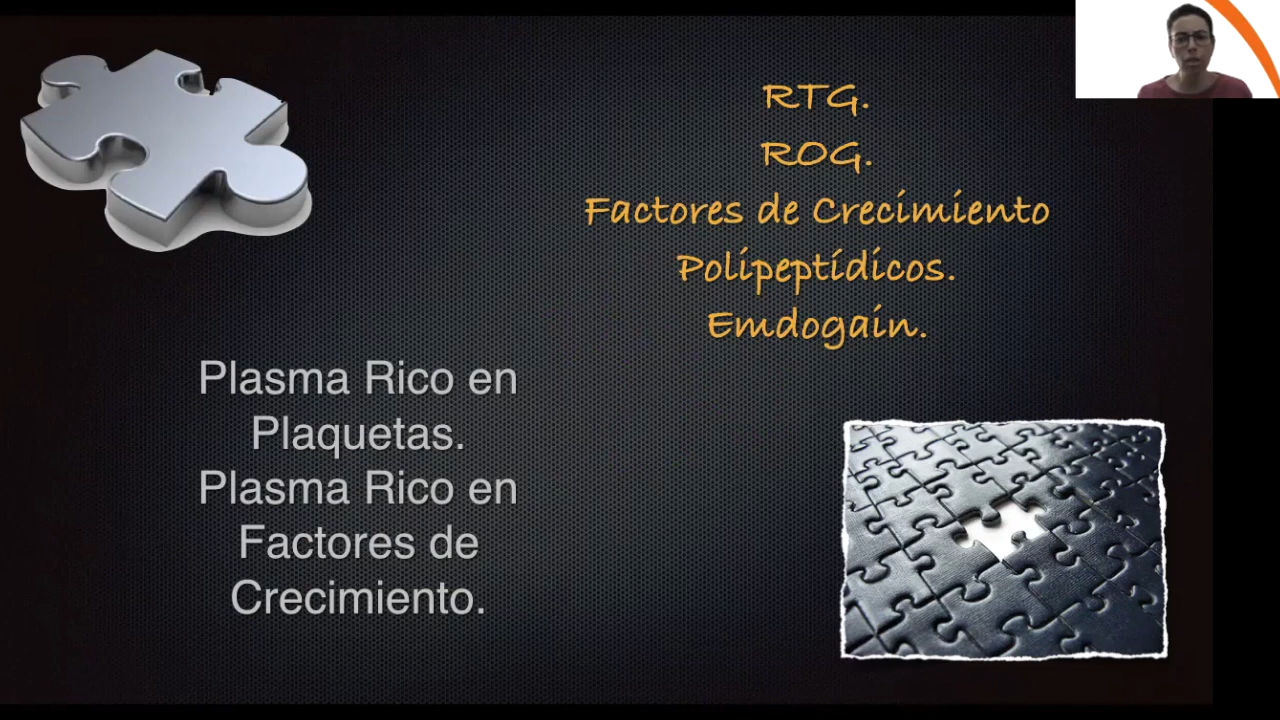 RTG.
ROG.
Factores de Crecimiento
Polipeptídicos.
Emdogain.
Plasma Rico en
Plaquetas.
Plasma Rico en
Factores de
Crecimiento.